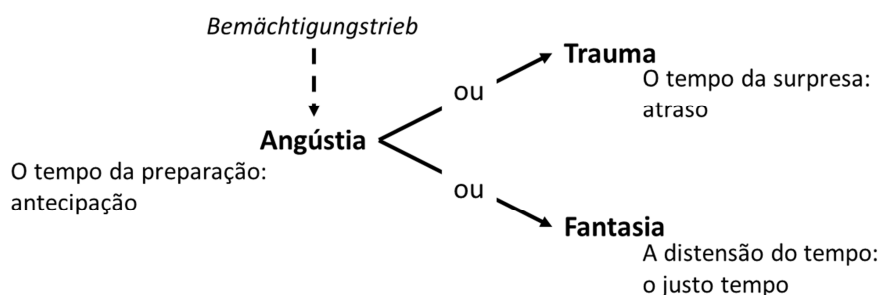 Bemächtigungstrieb
ou
Trauma
O tempo da surpresa:
atraso
Angústia
O tempo da preparação:
antecipação
ou
Fantasia
A distensão do tempo:
o justo tempo